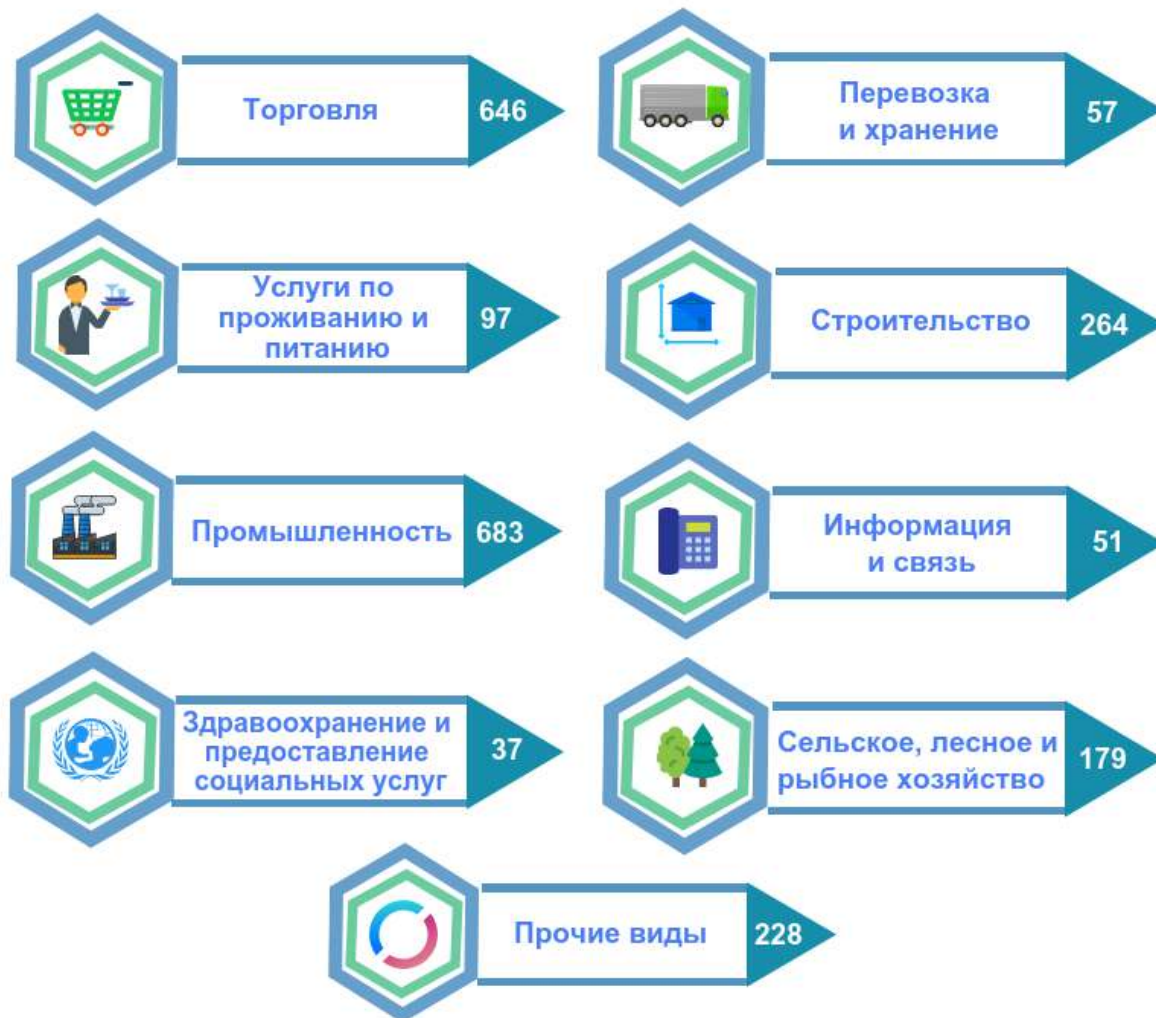 Торговля
646
Перевозка
и хранение
57
Услуги по
проживанию и
питанию
97
Строительство
264
Промышленность
683
Информация
и связь
51
Здравоохранение и
предоставление
социальных услуг
37
Сельское, лесное и
рыбное хозяйство
179
Прочие виды
228